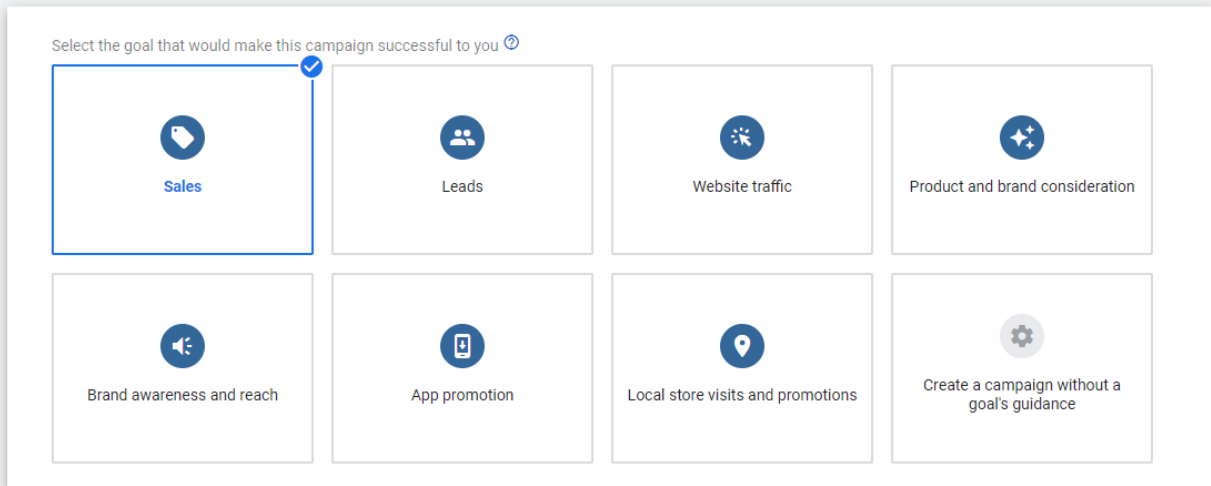 Select the goal that would make this campaign successful to you
Sales
Leads
Website traffic
Product and brand consideration
Brand awareness and reach
App promotion
Local store visits and promotions
Create a campaign without a
goal's guidance